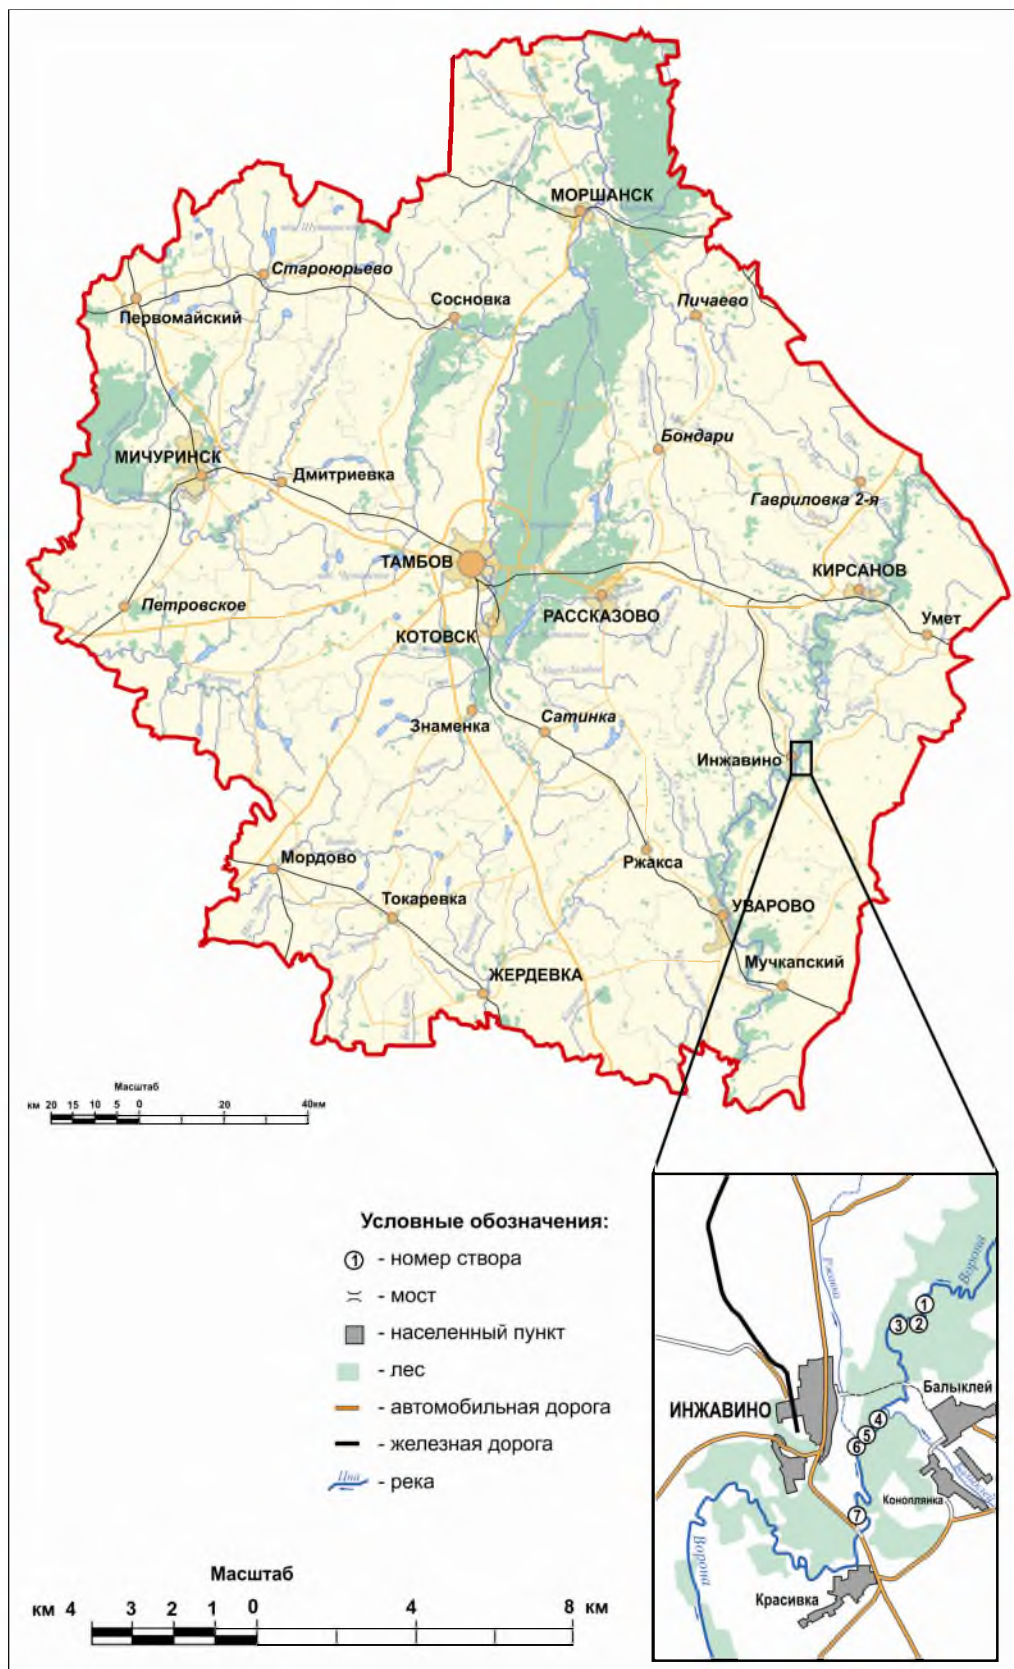 МОРШАНСК
Староюрьево
Пичаево
Сосновка
Первомайский
Бондари
МИЧУРИНСК
Дмитриевка
Гавриловка 2-я
ТАМБОВ
КИРСАНОВ
Петровское
РАССКАЗОВО
Умет
КОТОВСК
Знаменка
Сатинка
Инжавино
Мордово
Ржакса
Токаревка
УВАРОВО
Мучкапский
ЖЕРДЕВКА
Масштаб
км 20 15 10 5 0 20 40км
Условные обозначения:
1 - номер створа
- мост
- населенный пункт
- лес
- автомобильная дорога
- железная дорога
Цна - река
Масштаб
км 4 3 2 1 0 4 8 км
Ворона
Ржавка
1
3 2
Балыклей
ИНЖАВИНО
4
5
6
Балыклей
Коноплянка
7
Ворона
Красивка